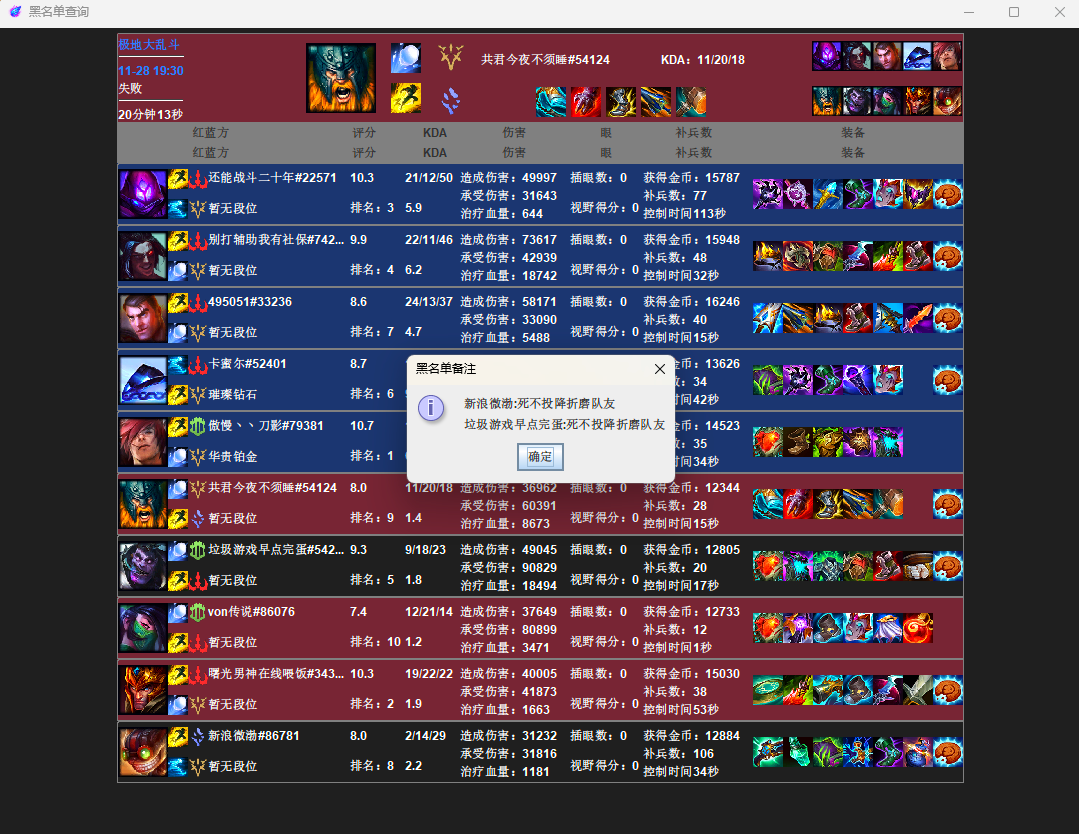 黑名单查询
极地大乱斗
11-28 19:30
失败
20分钟13秒
共君今夜不须睡#54124 KDA：11/20/18
红蓝方 评分 KDA 伤害 眼 补兵数 装备
红蓝方 评分 KDA 伤害 眼 补兵数 装备
还能战斗二十年#22571 10.3 21/12/50 造成伤害：49997 插眼数：0 获得金币：15787
承受伤害：31643 补兵数：77
暂无段位 排名：3 5.9 治疗血量：644 视野得分：0 控制时间113秒
别打辅助我有社保#742... 9.9 22/11/46 造成伤害：73617 插眼数：0 获得金币：15948
承受伤害：42939 补兵数：48
暂无段位 排名：4 6.2 治疗血量：18742 视野得分：0 控制时间32秒
495051#33236 8.6 24/13/37 造成伤害：58171 插眼数：0 获得金币：16246
承受伤害：33090 补兵数：40
暂无段位 排名：7 4.7 治疗血量：5488 视野得分：0 控制时间15秒
卡蜜尔#52401 8.7 金币：13626
数：34
璀璨钻石 排名：6 时间42秒
傲慢丶丶刀影#79381 10.7 金币：14523
数：35
华贵铂金 排名：1 时间34秒
黑名单备注
新浪微渤:死不投降折磨队友
垃圾游戏早点完蛋:死不投降折磨队友
确定
共君今夜不须睡#54124 8.0 11/20/18 造成伤害：36962 插眼数：0 获得金币：12344
承受伤害：60391 补兵数：28
暂无段位 排名：9 1.4 治疗血量：8673 视野得分：0 控制时间15秒
垃圾游戏早点完蛋#542... 9.3 9/18/23 造成伤害：49045 插眼数：0 获得金币：12805
承受伤害：90829 补兵数：20
暂无段位 排名：5 1.8 治疗血量：18494 视野得分：0 控制时间17秒
von传说#86076 7.4 12/21/14 造成伤害：37649 插眼数：0 获得金币：12733
承受伤害：80899 补兵数：12
暂无段位 排名：10 1.2 治疗血量：3471 视野得分：0 控制时间1秒
曙光男神在线喂饭#343... 10.3 19/22/22 造成伤害：40005 插眼数：0 获得金币：15030
承受伤害：41873 补兵数：38
暂无段位 排名：2 1.9 治疗血量：1663 视野得分：0 控制时间53秒
新浪微渤#86781 8.0 2/14/29 造成伤害：31232 插眼数：0 获得金币：12884
承受伤害：31816 补兵数：106
暂无段位 排名：8 2.2 治疗血量：1181 视野得分：0 控制时间34秒